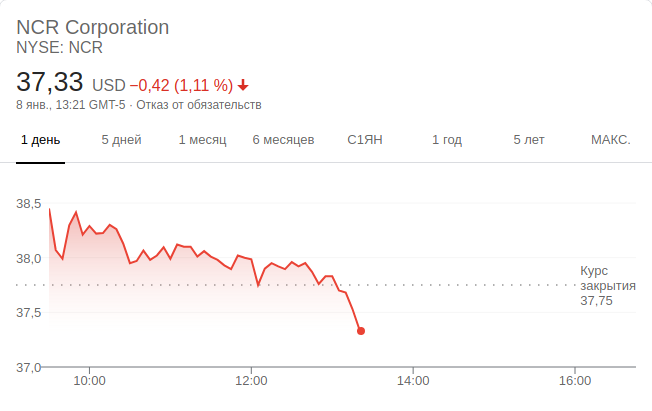 NCR Corporation
NYSE: NCR
37,33 USD −0,42 (1,11 %)
8 янв., 13:21 GMT-5 · Отказ от обязательств
1 день 5 дней 1 месяц 6 месяцев С1ЯН 1 год 5 лет МАКС.
38,5
38,0
Курс
закрытия
37,75
37,5
37,0
10:00 12:00 14:00 16:00